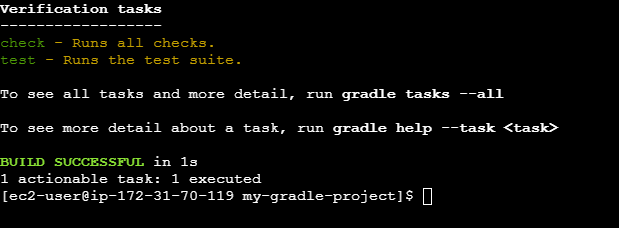 Verification tasks
------------------
check - Runs all checks.
test - Runs the test suite.
To see all tasks and more detail, run gradle tasks --all
To see more detail about a task, run gradle help --task <task>
BUILD SUCCESSFUL in 1s
1 actionable task: 1 executed
[ec2-user@ip-172-31-70-119 my-gradle-project]$